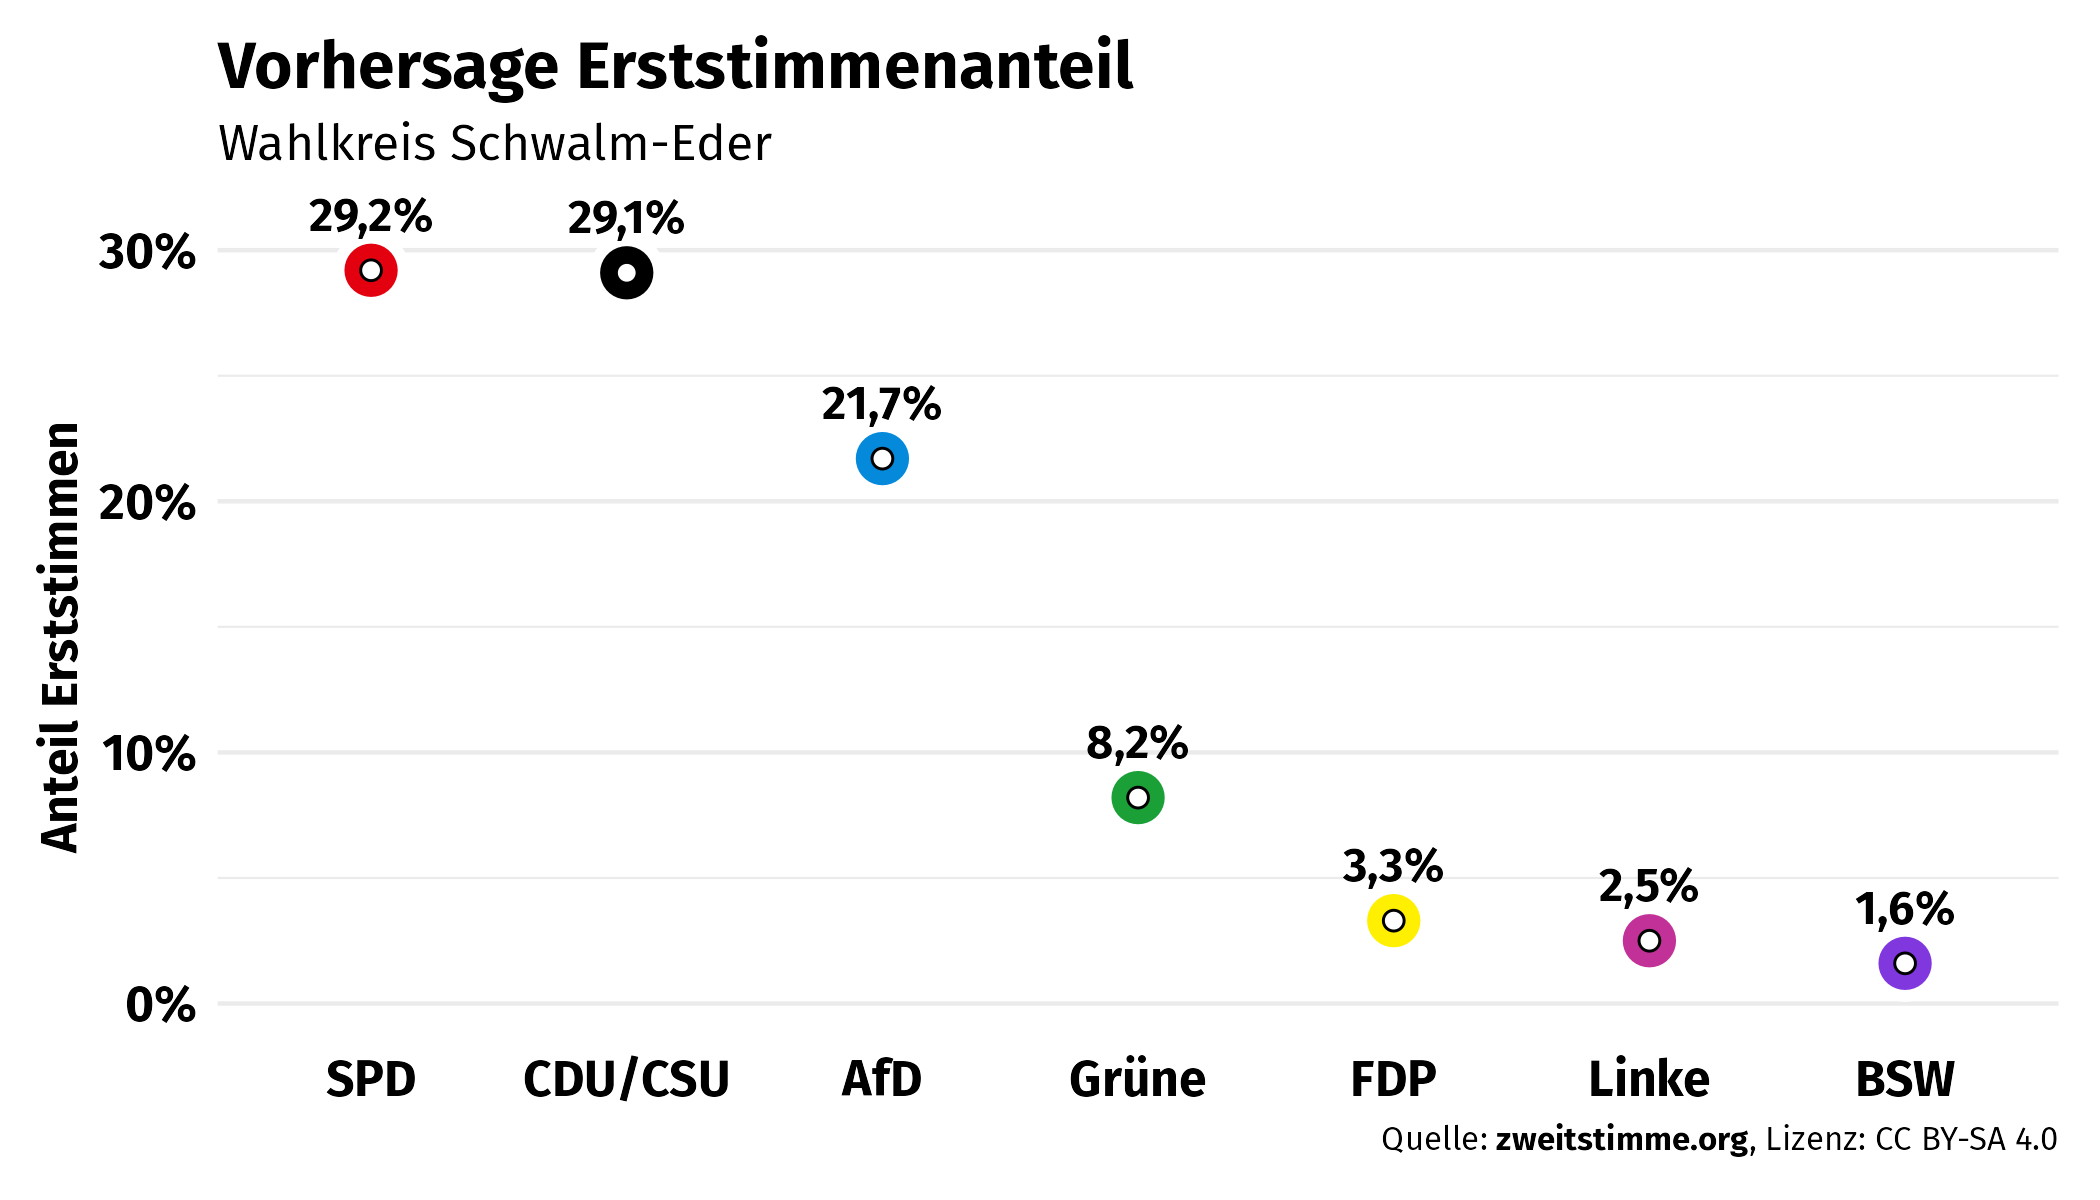 Vorhersage Erststimmenanteil
Wahlkreis Schwalm-Eder
29,2%
29,1%
30%
21,7%
20%
Anteil Erststimmen
8,2%
10%
3,3%
2,5%
1,6%
0%
SPD CDU/CSU AfD Grüne FDP Linke BSW
Quelle: zweitstimme.org, Lizenz: CC BY-SA 4.0